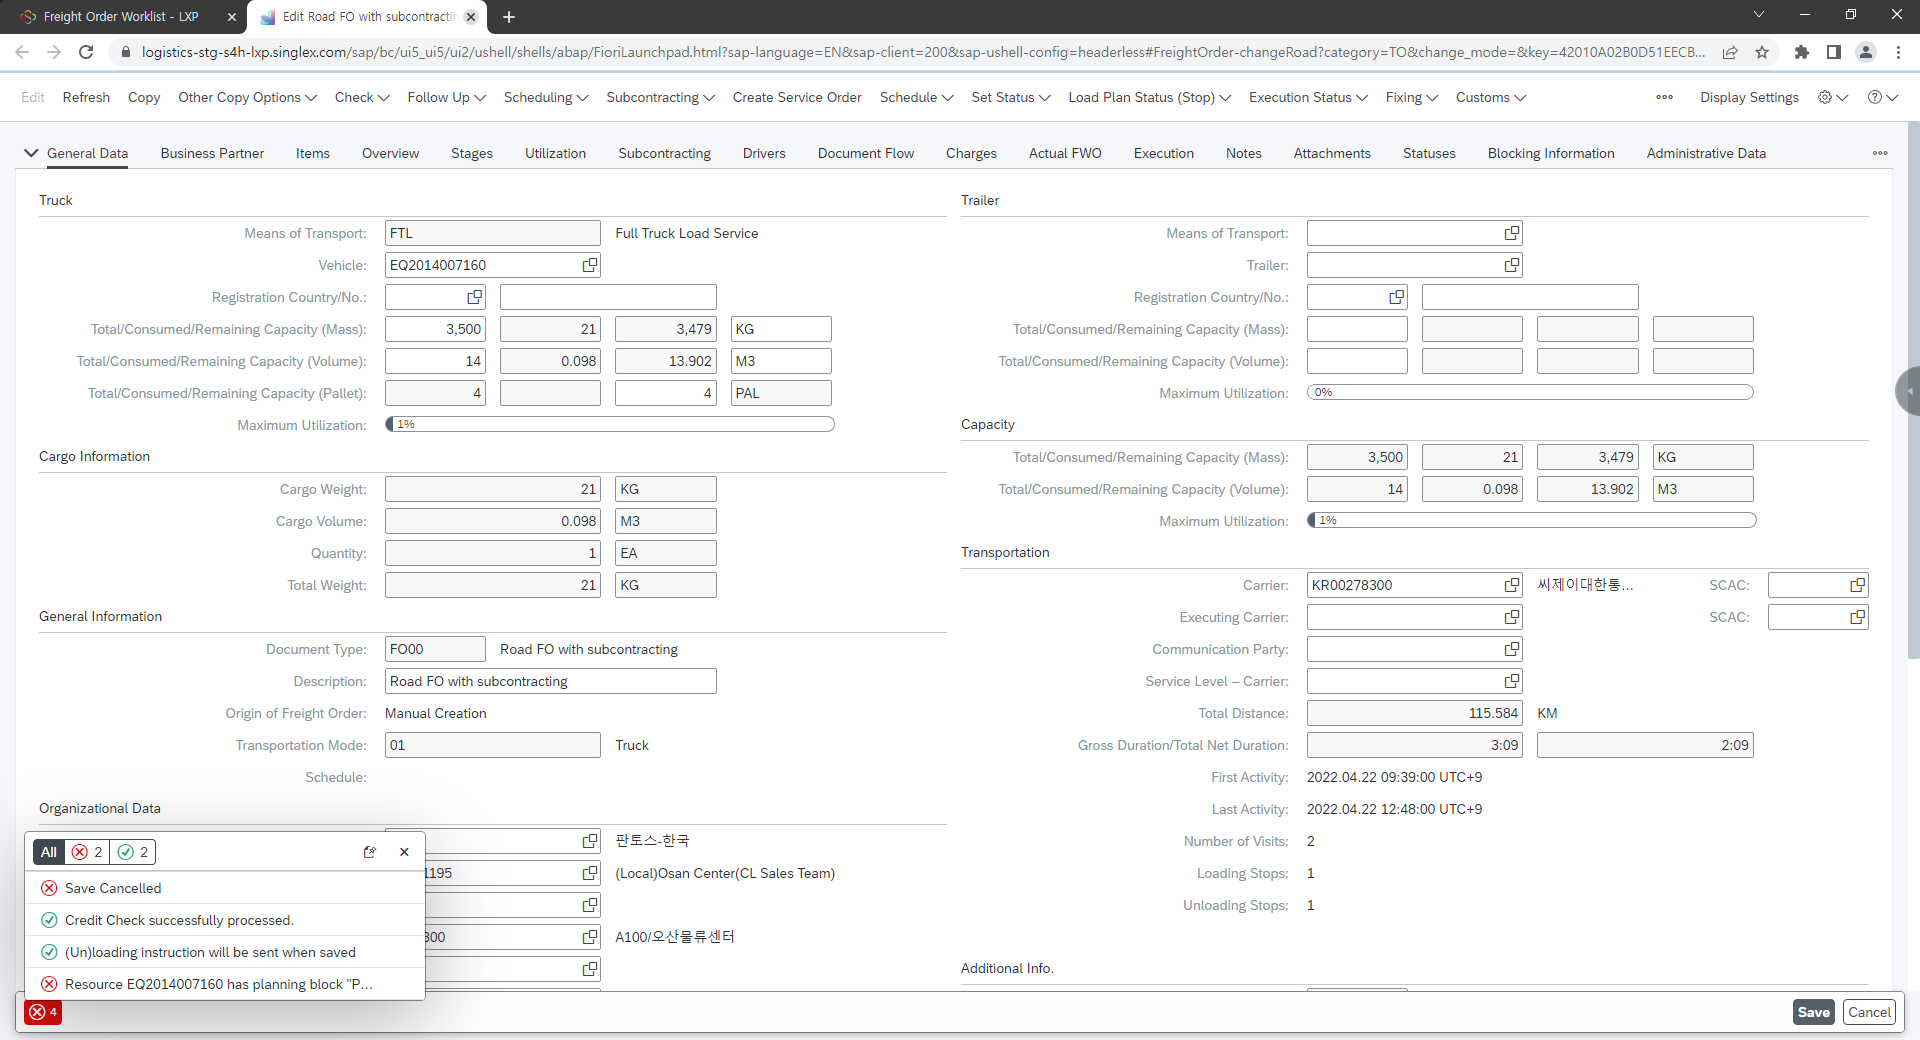 Freight Order Worklist - LXP
Edit Road FO with subcontractin
logistics-stg-s4h-lxp.singlex.com/sap/bc/ui5_ui5/ui2/ushell/shells/abap/FioriLaunchpad.html?sap-language=EN&sap-client=200&sap-ushell-config=headerless#FreightOrder-changeRoad?category=TO&change_mode=&key=42010A02B0D51EECB...
Edit Refresh Copy Other Copy Options Check Follow Up Scheduling Subcontracting Create Service Order Schedule Set Status Load Plan Status (Stop) Execution Status Fixing Customs Display Settings
General Data Business Partner Items Overview Stages Utilization Subcontracting Drivers Document Flow Charges Actual FWO Execution Notes Attachments Statuses Blocking Information Administrative Data
Truck
Means of Transport: FTL Full Truck Load Service
Vehicle: EQ2014007160
Registration Country/No.:
Total/Consumed/Remaining Capacity (Mass): 3,500 21 3,479 KG
Total/Consumed/Remaining Capacity (Volume): 14 0.098 13.902 M3
Total/Consumed/Remaining Capacity (Pallet): 4 4 PAL
Maximum Utilization: 1%
Cargo Information
Cargo Weight: 21 KG
Cargo Volume: 0.098 M3
Quantity: 1 EA
Total Weight: 21 KG
General Information
Document Type: FO00 Road FO with subcontracting
Description: Road FO with subcontracting
Origin of Freight Order: Manual Creation
Transportation Mode: 01 Truck
Schedule:
Organizational Data
판토스-한국
1195 (Local)Osan Center(CL Sales Team)
300 A100/오산물류센터
Trailer
Means of Transport:
Trailer:
Registration Country/No.:
Total/Consumed/Remaining Capacity (Mass):
Total/Consumed/Remaining Capacity (Volume):
Maximum Utilization: 0%
Capacity
Total/Consumed/Remaining Capacity (Mass): 3,500 21 3,479 KG
Total/Consumed/Remaining Capacity (Volume): 14 0.098 13.902 M3
Maximum Utilization: 1%
Transportation
Carrier: KR00278300 씨제이대한통... SCAC:
Executing Carrier: SCAC:
Communication Party:
Service Level – Carrier:
Total Distance: 115.584 KM
Gross Duration/Total Net Duration: 3:09 2:09
First Activity: 2022.04.22 09:39:00 UTC+9
Last Activity: 2022.04.22 12:48:00 UTC+9
Number of Visits: 2
Loading Stops: 1
Unloading Stops: 1
Additional Info.
All 2 2
Save Cancelled
Credit Check successfully processed.
(Un)loading instruction will be sent when saved
Resource EQ2014007160 has planning block "P...
4
Save Cancel